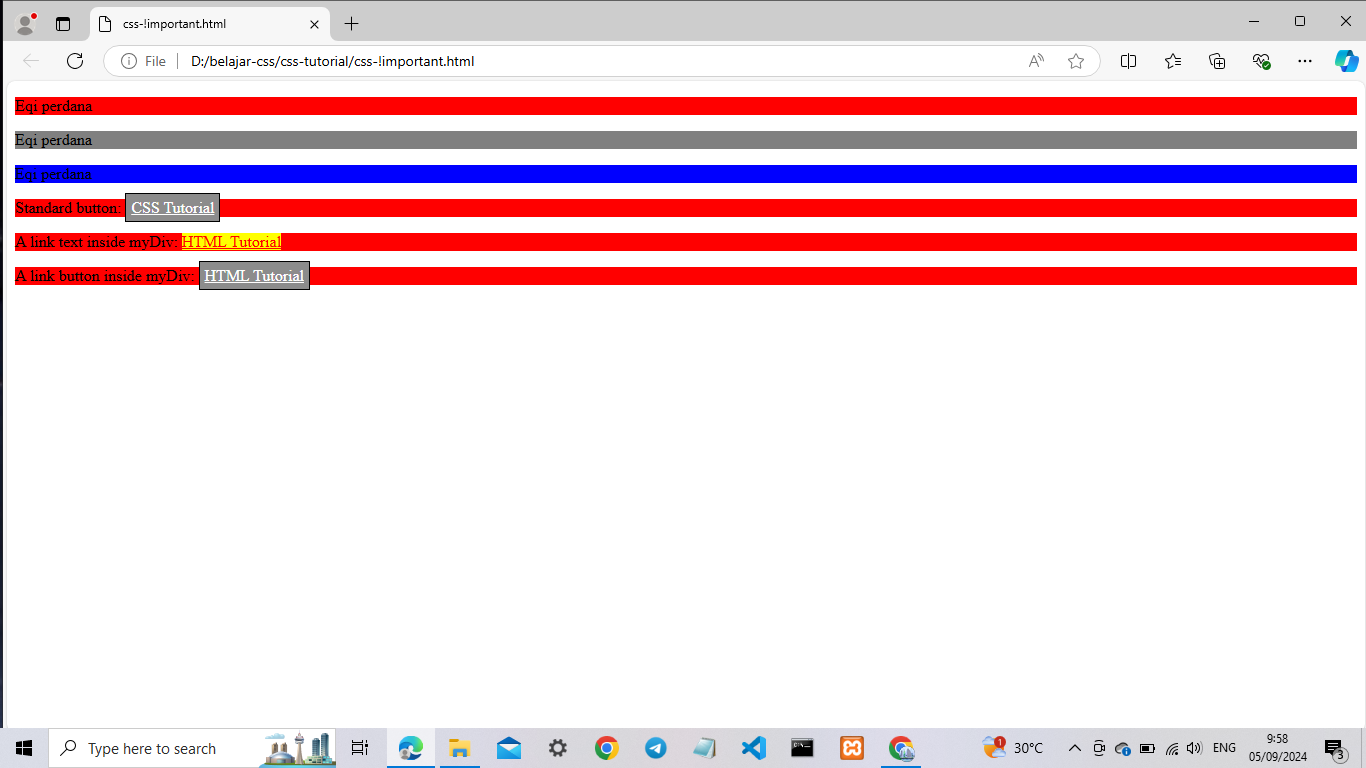 css-!important.html
File
D:/belajar-css/css-tutorial/css-!important.html
Eqi perdana
Eqi perdana
Eqi perdana
Standard button: CSS Tutorial
A link text inside myDiv: HTML Tutorial
A link button inside myDiv: HTML Tutorial
Type here to search
30°C
ENG
9:58
05/09/2024
3